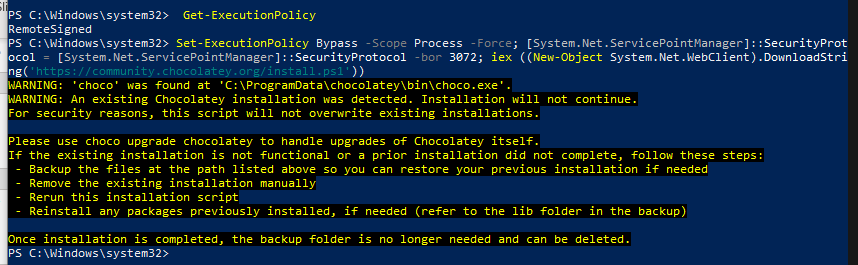 PS C:\Windows\system32>  Get-ExecutionPolicy
RemoteSigned
PS C:\Windows\system32> Set-ExecutionPolicy Bypass -Scope Process -Force; [System.Net.ServicePointManager]::SecurityProt
ocol = [System.Net.ServicePointManager]::SecurityProtocol -bor 3072; iex ((New-Object System.Net.WebClient).DownloadStri
ng('https://community.chocolatey.org/install.ps1'))
WARNING: 'choco' was found at 'C:\ProgramData\chocolatey\bin\choco.exe'.
WARNING: An existing Chocolatey installation was detected. Installation will not continue.
For security reasons, this script will not overwrite existing installations.

Please use choco upgrade chocolatey to handle upgrades of Chocolatey itself.
If the existing installation is not functional or a prior installation did not complete, follow these steps:
 - Backup the files at the path listed above so you can restore your previous installation if needed
 - Remove the existing installation manually
 - Rerun this installation script
 - Reinstall any packages previously installed, if needed (refer to the lib folder in the backup)

Once installation is completed, the backup folder is no longer needed and can be deleted.
PS C:\Windows\system32>